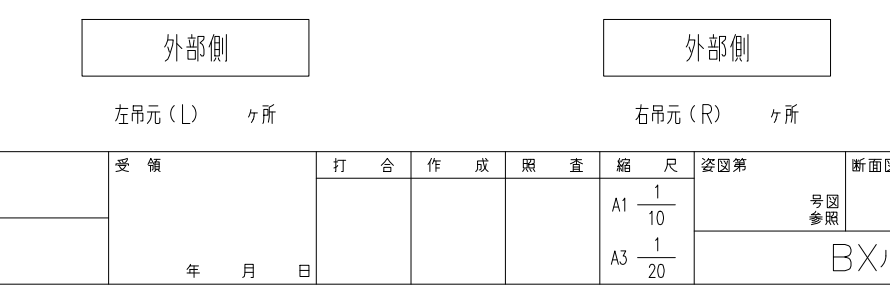 外部側 外部側
左吊元(L) ヶ所 右吊元(R) ヶ所
受 領 打 合 作 成 照 査 縮 尺 姿図第 断面図
A1 1/10 号図参照
A3 1/20 BX
年 月 日